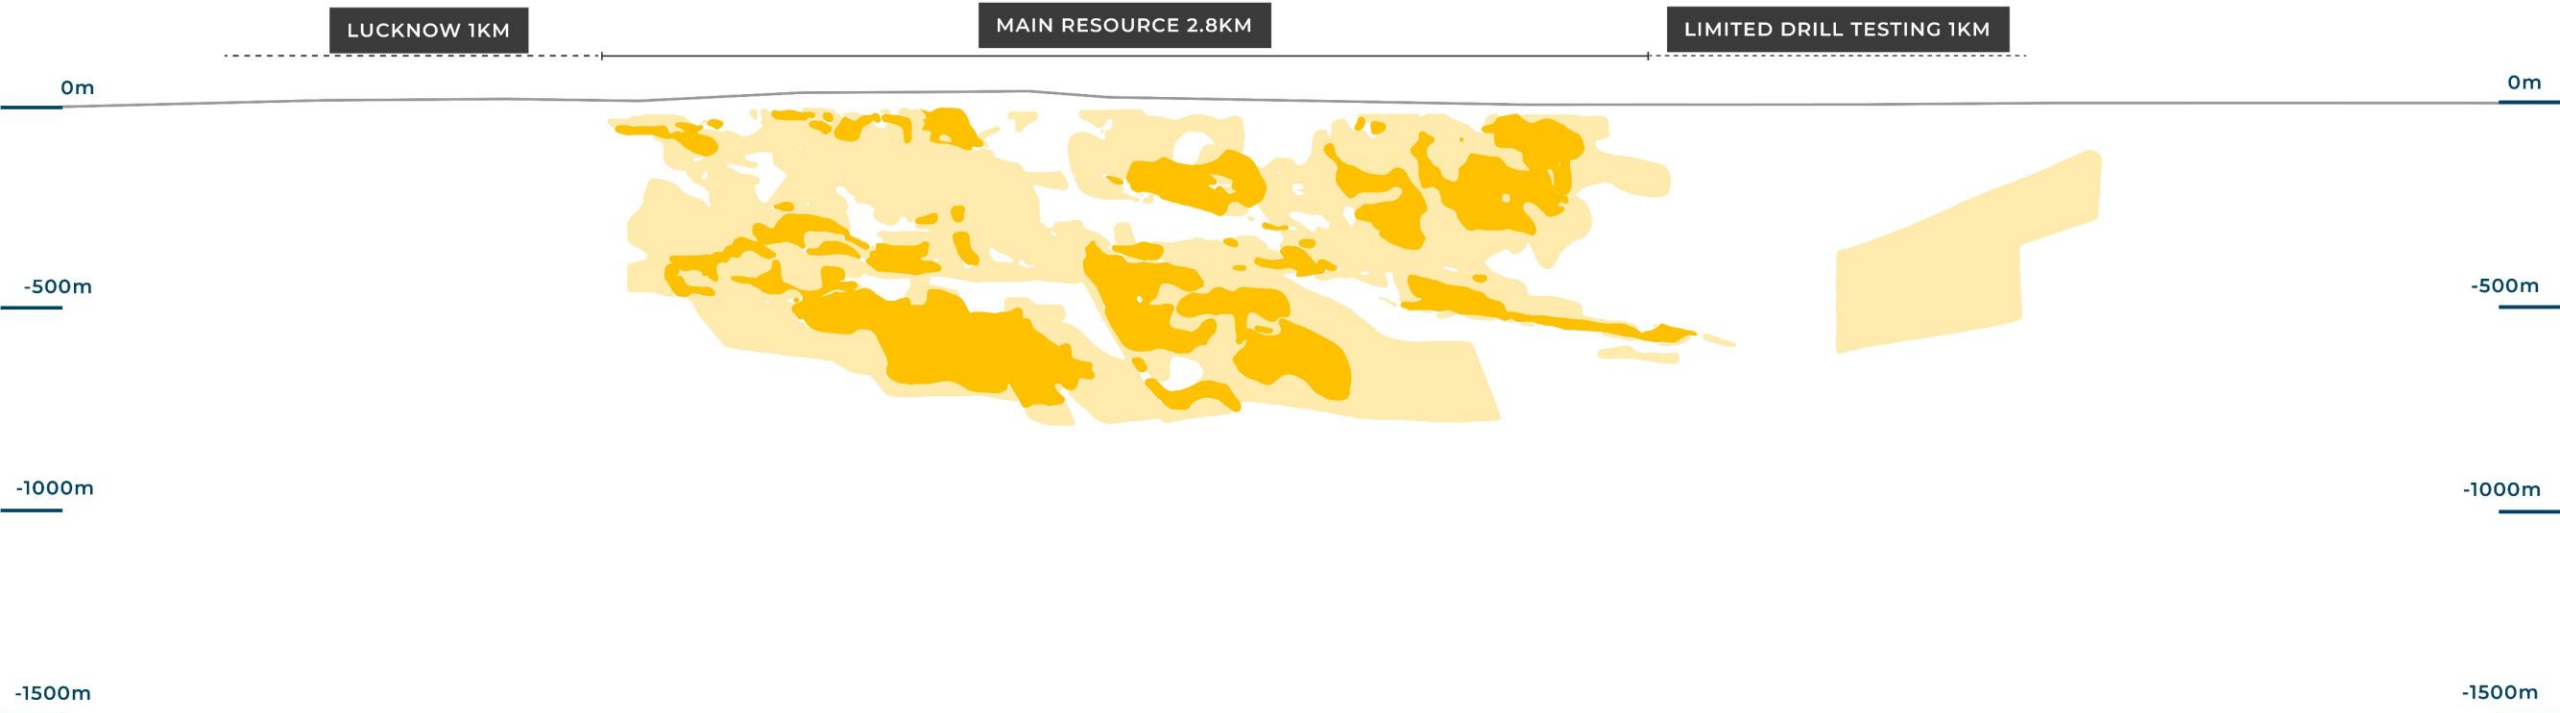 LUCKNOW 1KM
MAIN RESOURCE 2.8KM
LIMITED DRILL TESTING 1KM
0m
0m
-500m
-500m
-1000m
-1000m
-1500m
-1500m